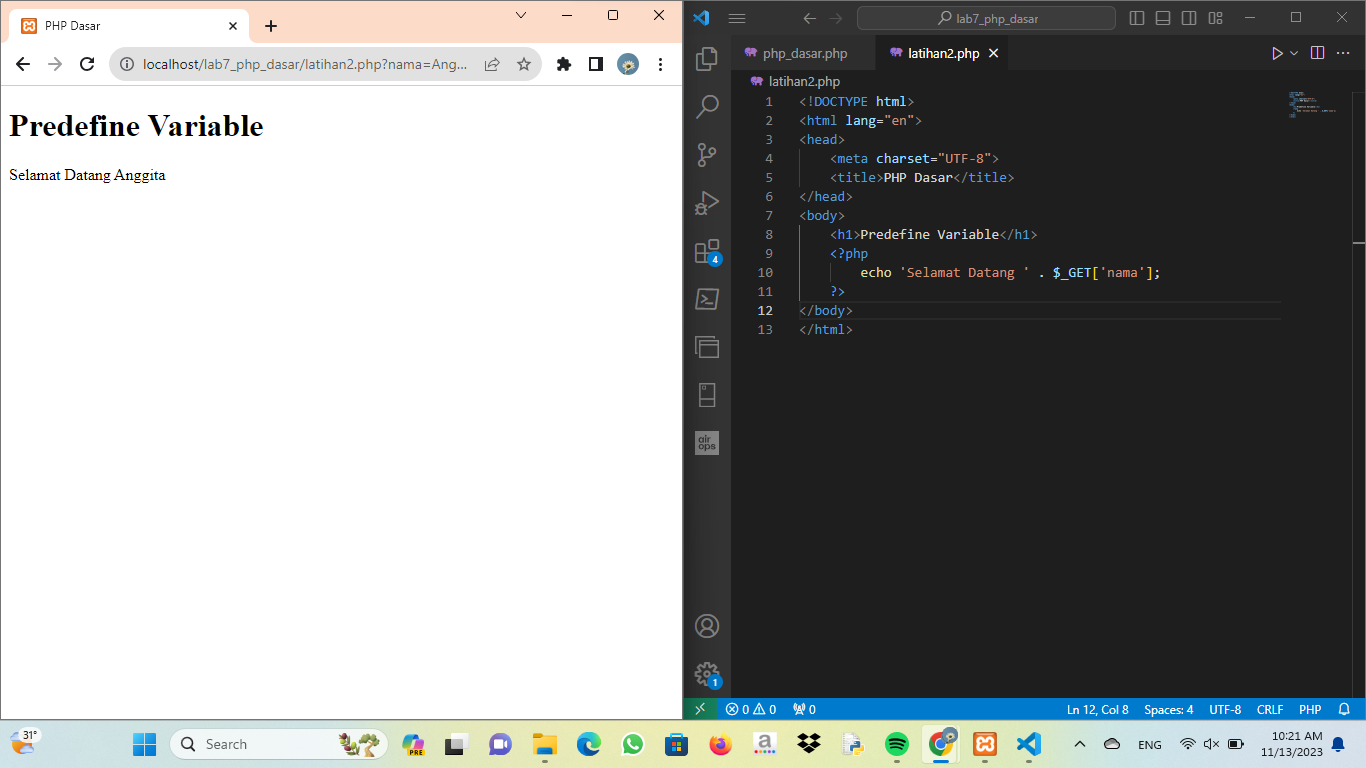 PHP Dasar
localhost/lab7_php_dasar/latihan2.php?nama=Ang...
Predefine Variable
Selamat Datang Anggita
lab7_php_dasar
php_dasar.php
latihan2.php
latihan2.php
1 <!DOCTYPE html>
2 <html lang="en">
3 <head>
4 <meta charset="UTF-8">
5 <title>PHP Dasar</title>
6 </head>
7 <body>
8 <h1>Predefine Variable</h1>
9 <?php
10 echo 'Selamat Datang ' . $_GET['nama'];
11 ?>
12 </body>
13 </html>
4
air
ops
1
0 0 0
Ln 12, Col 8 Spaces: 4 UTF-8 CRLF PHP
31°
Search
PRE
a
ENG
10:21 AM
11/13/2023